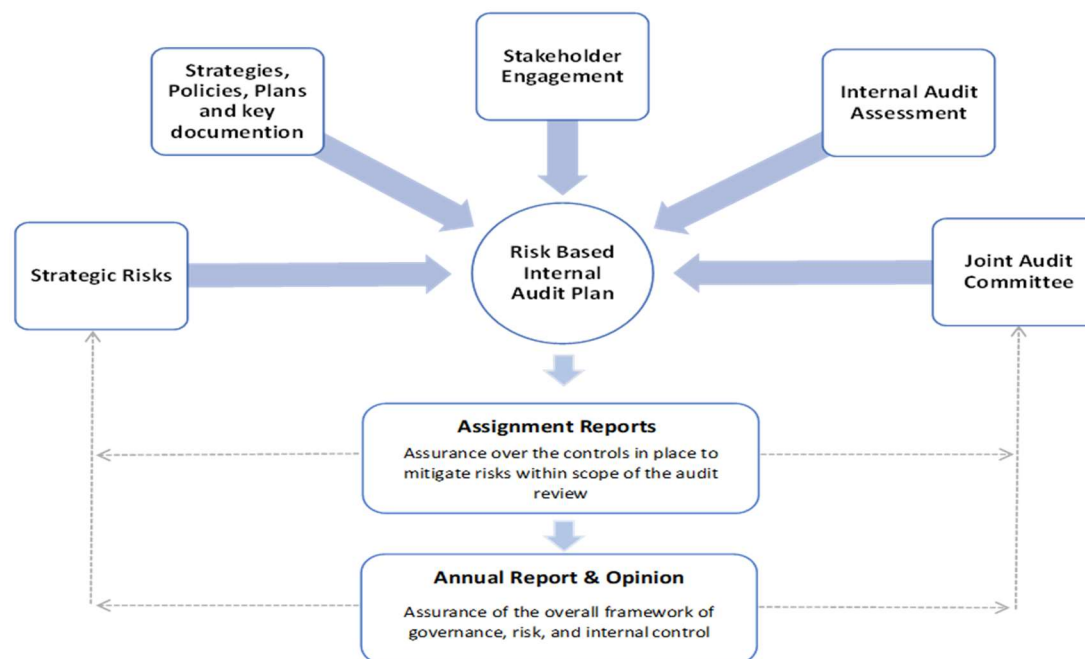 Stakeholder
Engagement
Strategies,
Policies, Plans
and key
documention
Internal Audit
Assessment
Strategic Risks
Risk Based
Internal
Audit Plan
Joint Audit
Committee
Assignment Reports
Assurance over the controls in place to
mitigate risks within scope of the audit
review
Annual Report & Opinion
Assurance of the overall framework of
governance, risk, and internal control